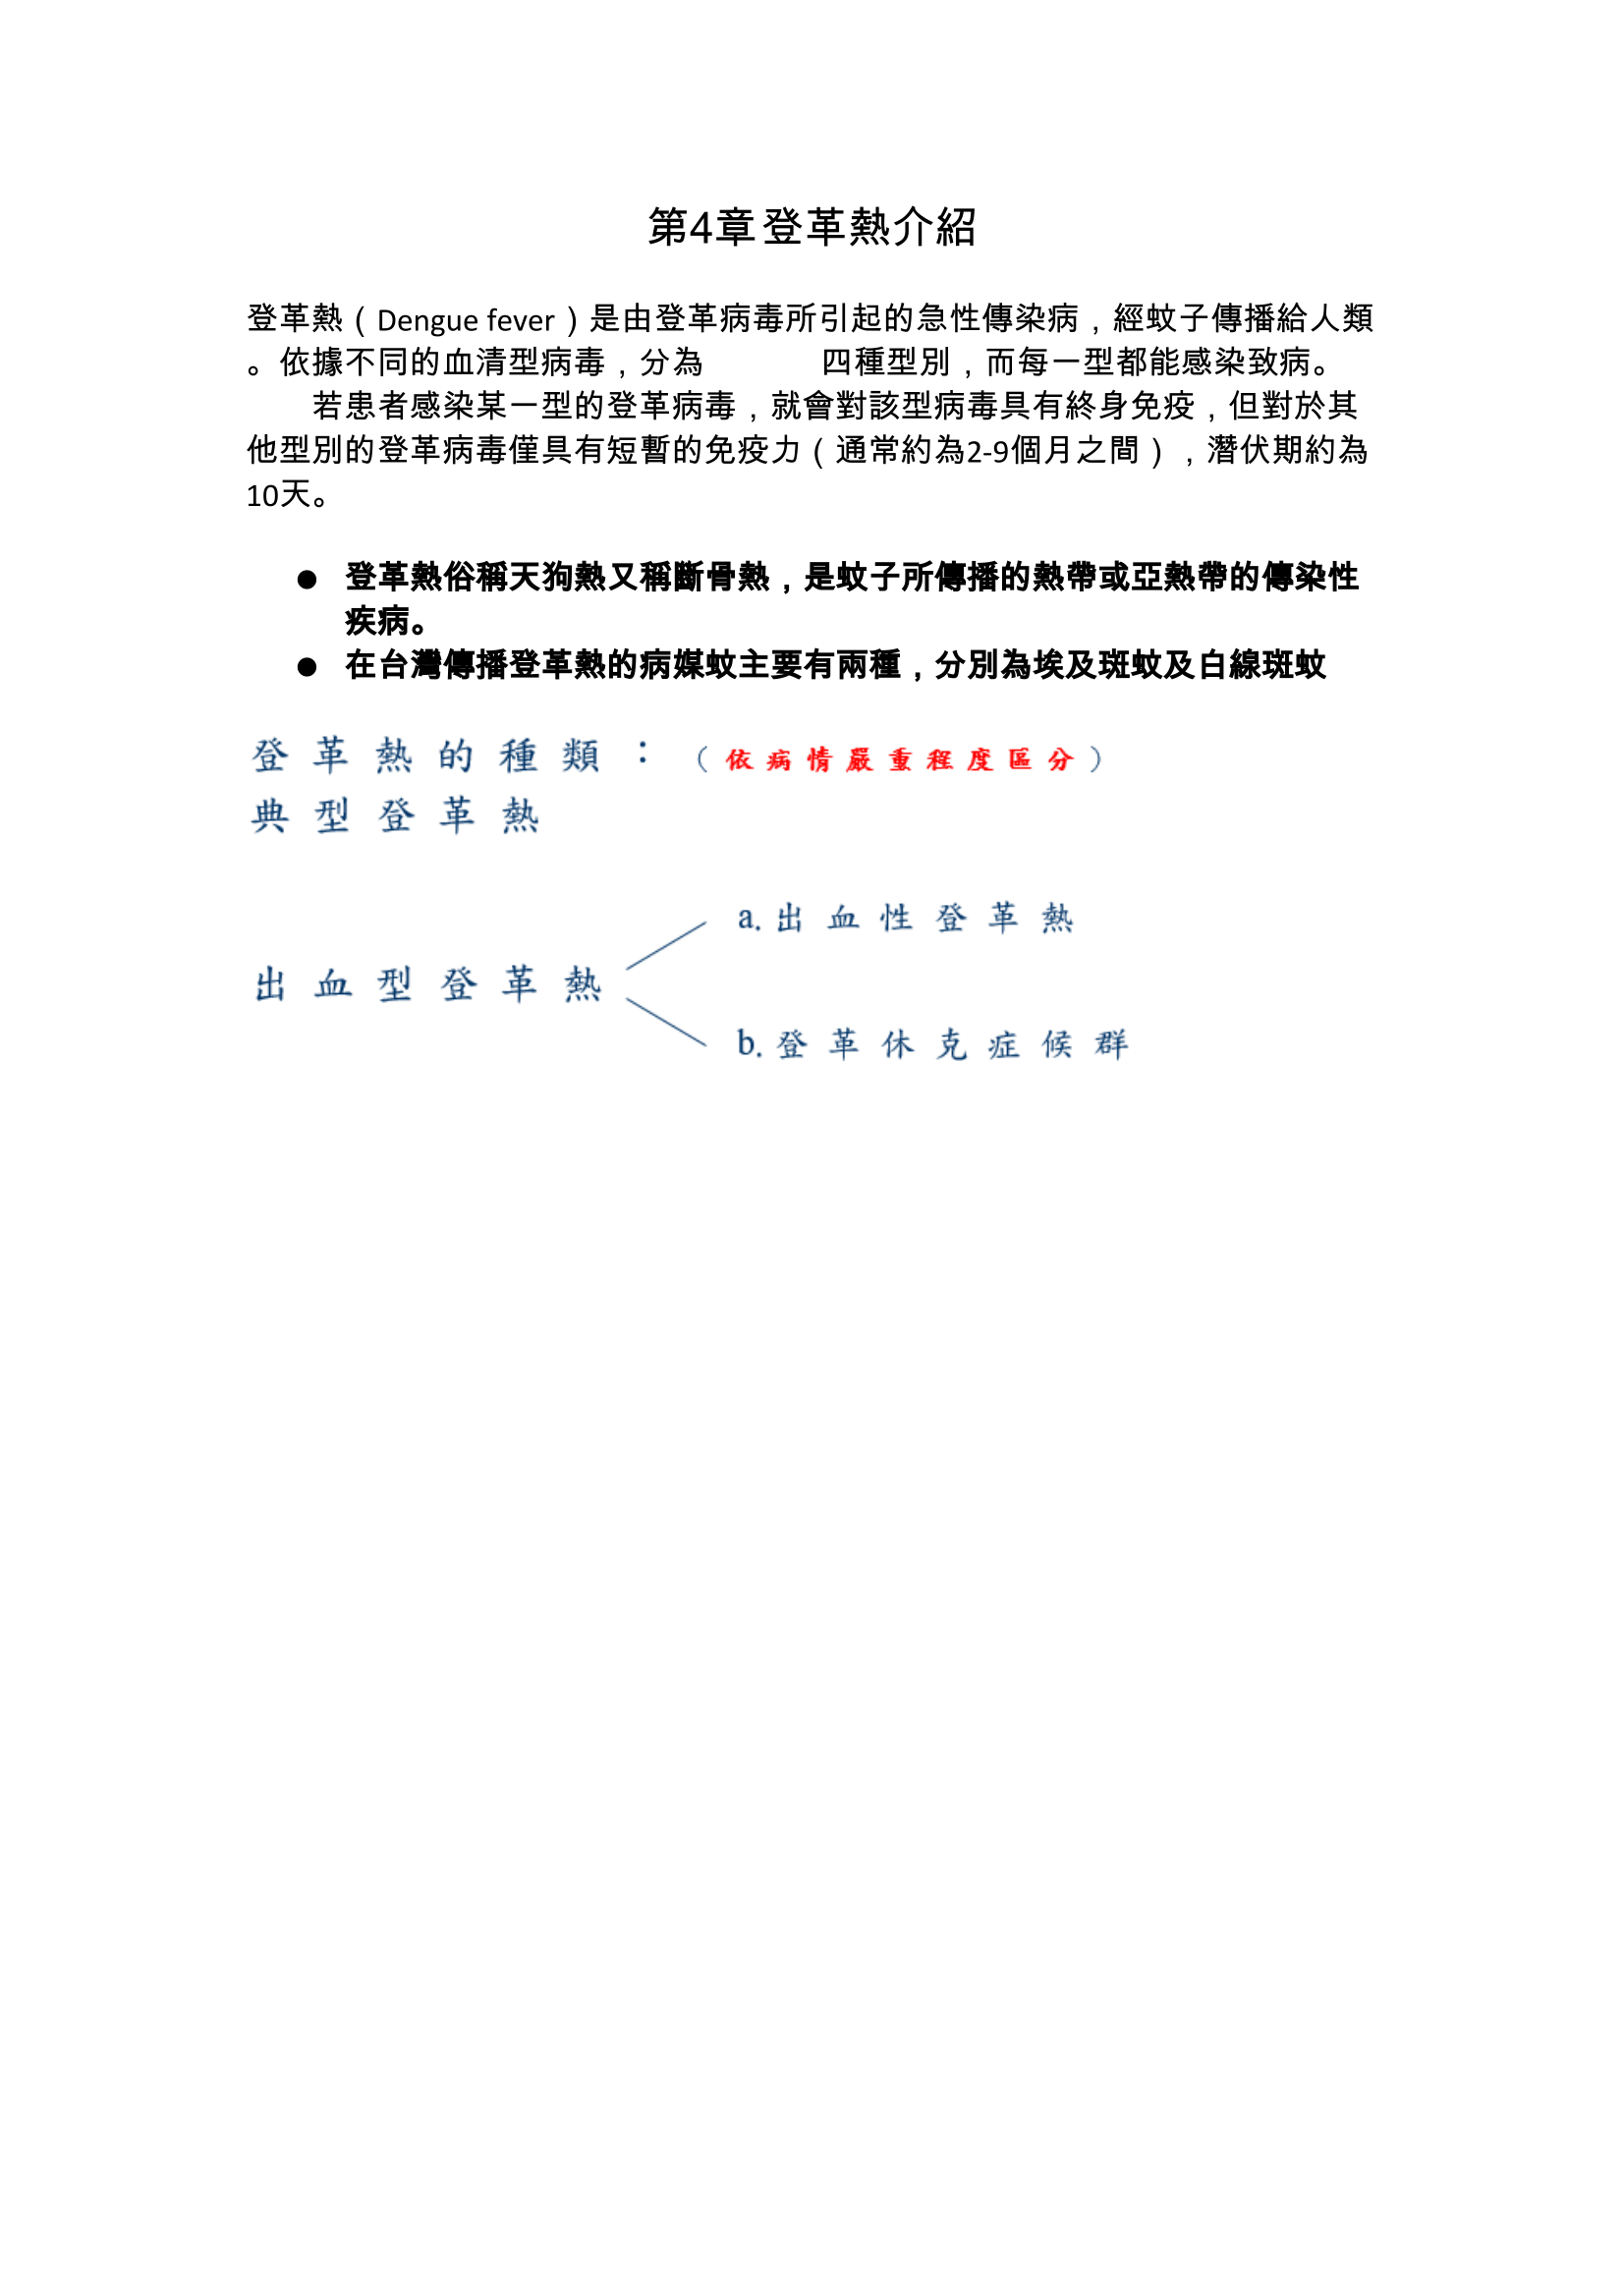 第4章 登革熱介紹
登革熱（Dengue fever）是由登革病毒所引起的急性傳染病，經蚊子傳播給人類
。依據不同的血清型病毒，分為　　　　四種型別，而每一型都能感染致病。
若患者感染某一型的登革病毒，就會對該型病毒具有終身免疫，但對於其
他型別的登革病毒僅具有短暫的免疫力（通常約為2-9個月之間），潛伏期約為
10天。
● 登革熱俗稱天狗熱又稱斷骨熱，是蚊子所傳播的熱帶或亞熱帶的傳染性
疾病。
● 在台灣傳播登革熱的病媒蚊主要有兩種，分別為埃及斑蚊及白線斑蚊
登革熱的種類：（依病情嚴重程度區分）
典型登革熱
a. 出血性登革熱
出血型登革熱
b. 登革休克症候群